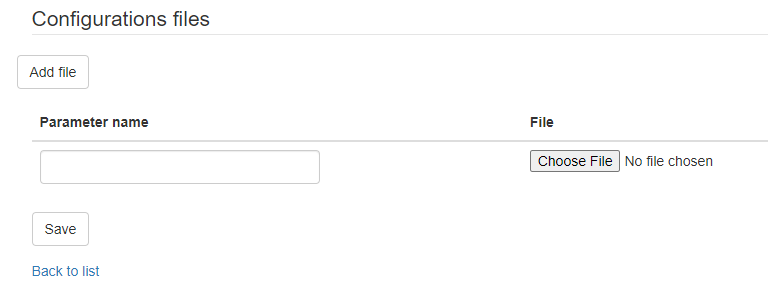 Configurations files
Add file
Parameter name File
Choose File No file chosen
Save
Back to list